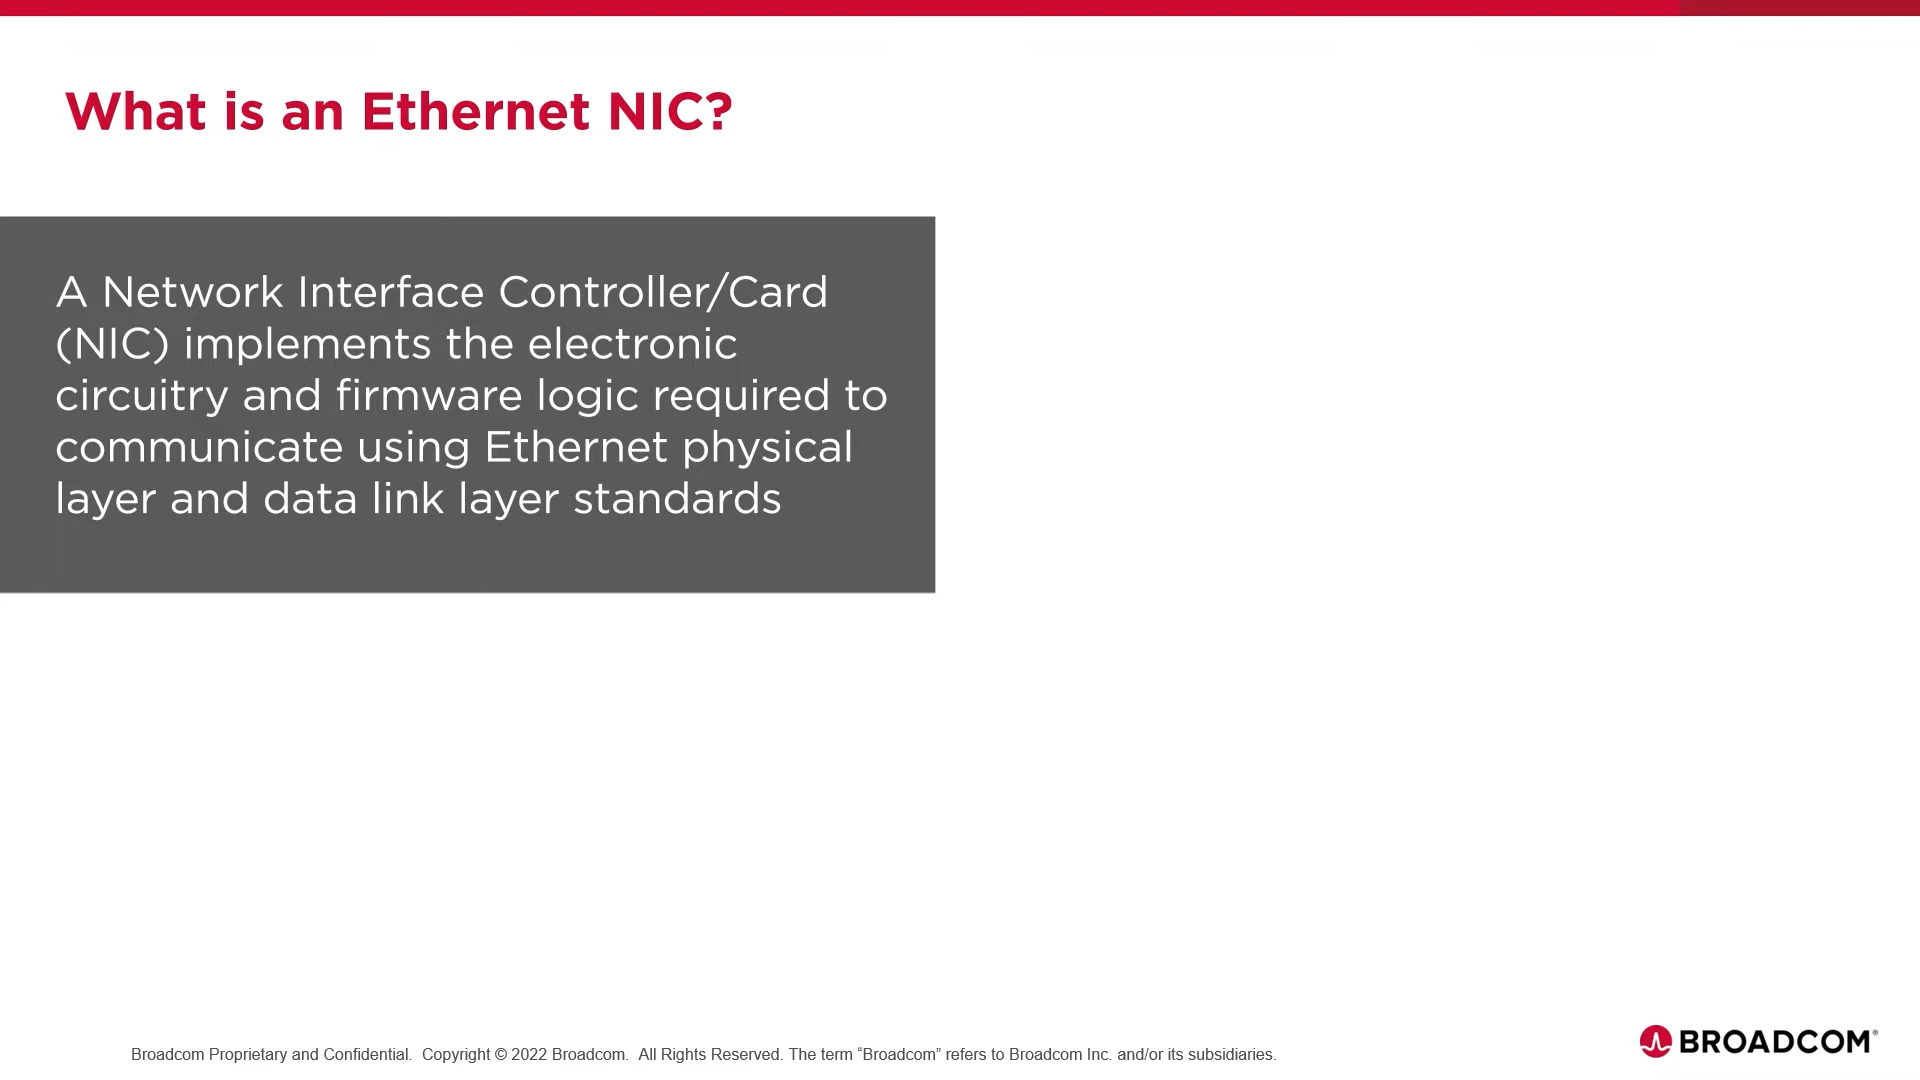 What is an Ethernet NIC?
A Network Interface Controller/Card
(NIC) implements the electronic
circuitry and firmware logic required to
communicate using Ethernet physical
layer and data link layer standards
Broadcom Proprietary and Confidential.  Copyright © 2022 Broadcom.  All Rights Reserved. The term “Broadcom” refers to Broadcom Inc. and/or its subsidiaries.
BROADCOM®